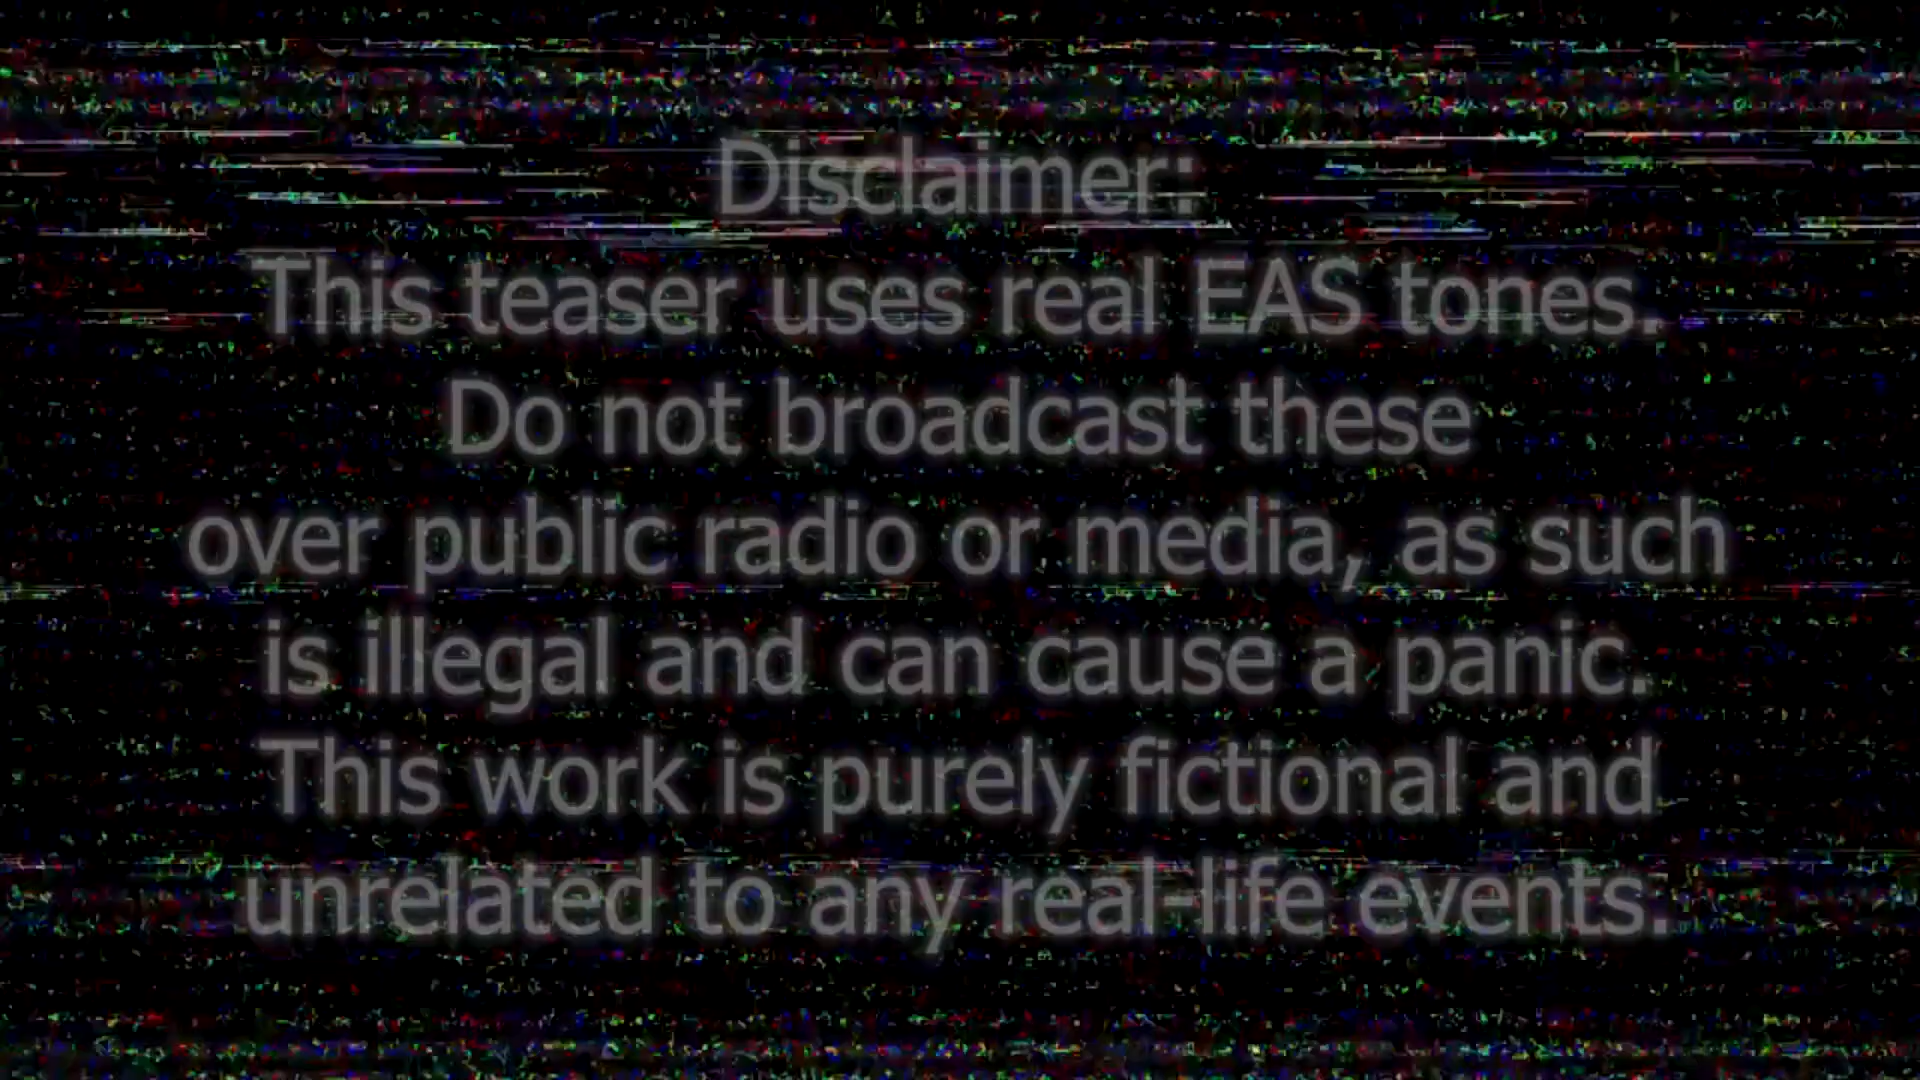 Disclaimer:
This teaser uses real EAS tones.
Do not broadcast these
over public radio or media, as such
is illegal and can cause a panic.
This work is purely fictional and
unrelated to any real-life events.